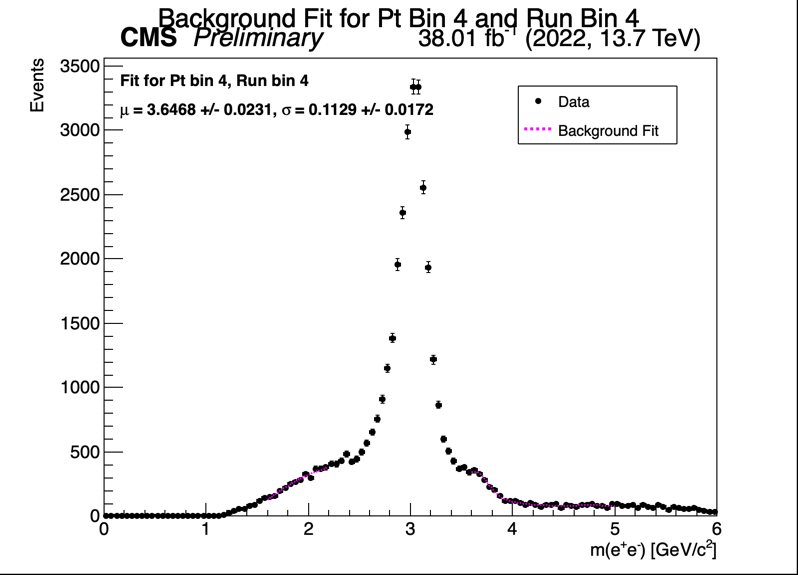 Background Fit for Pt Bin 4 and Run Bin 4
CMS Preliminary 38.01 fb⁻¹ (2022, 13.7 TeV)
Events
3500
3000
2500
2000
1500
1000
500
0
Fit for Pt bin 4, Run bin 4
μ = 3.6468 +/- 0.0231, σ = 0.1129 +/- 0.0172
Data
Background Fit
0 1 2 3 4 5 6
m(e⁺e⁻) [GeV/c²]